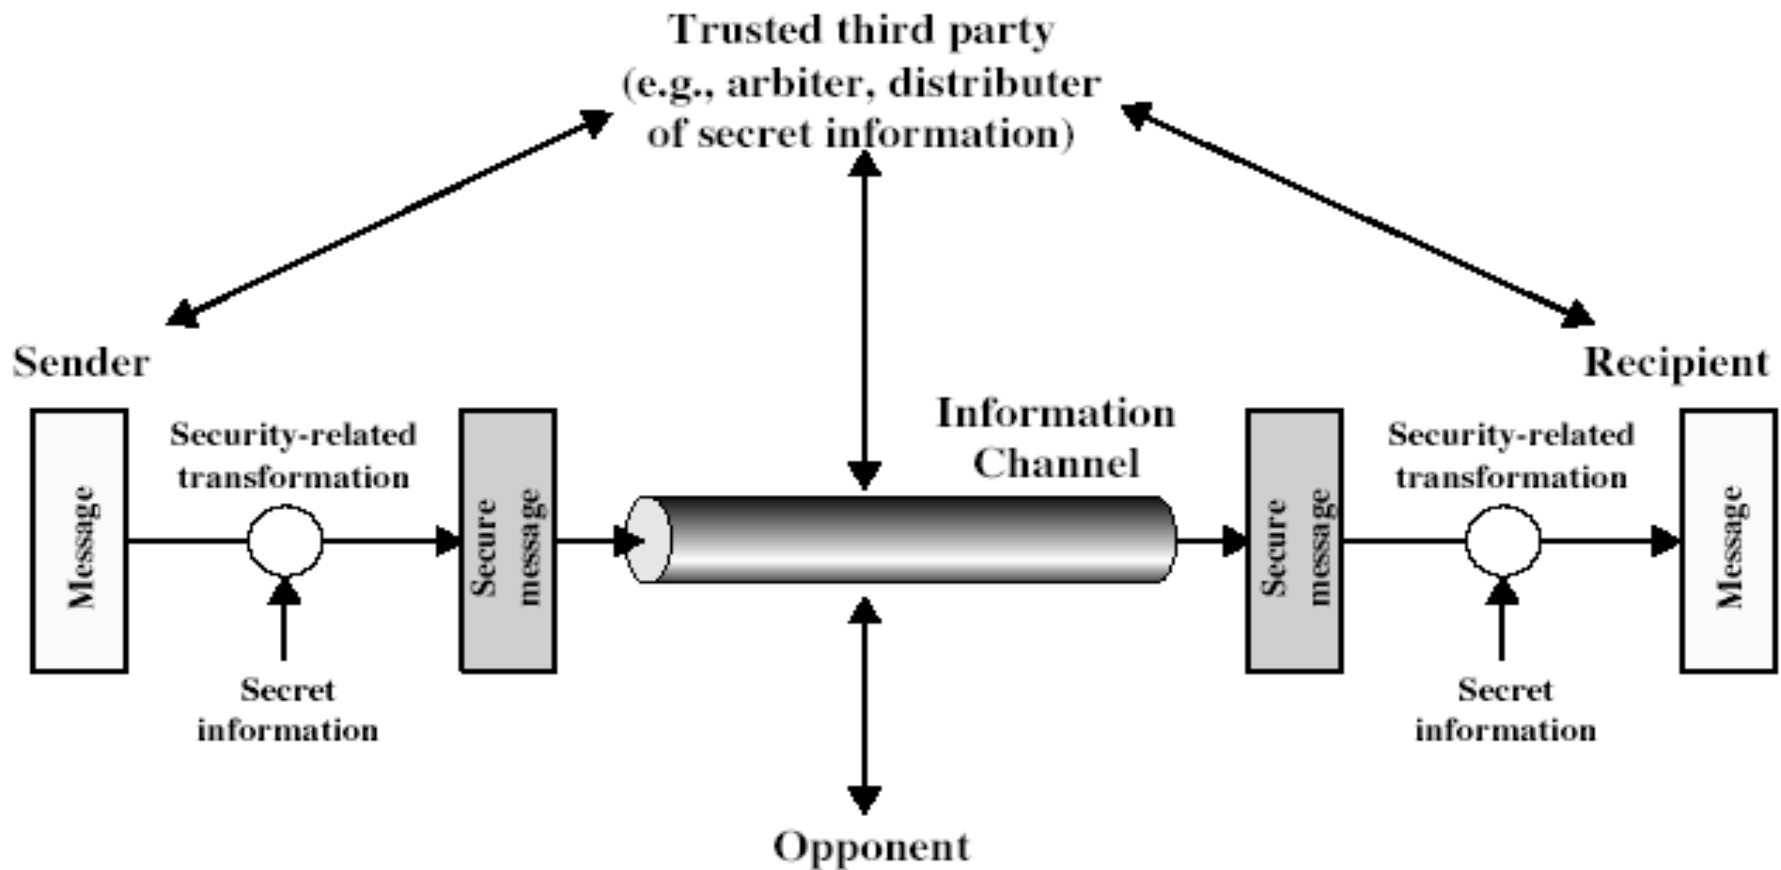 Trusted third party
(e.g., arbiter, distributer
of secret information)
Sender
Recipient
Information
Channel
Security-related
transformation
Security-related
transformation
Message
Secure
message
Secure
message
Message
Secret
information
Secret
information
Opponent